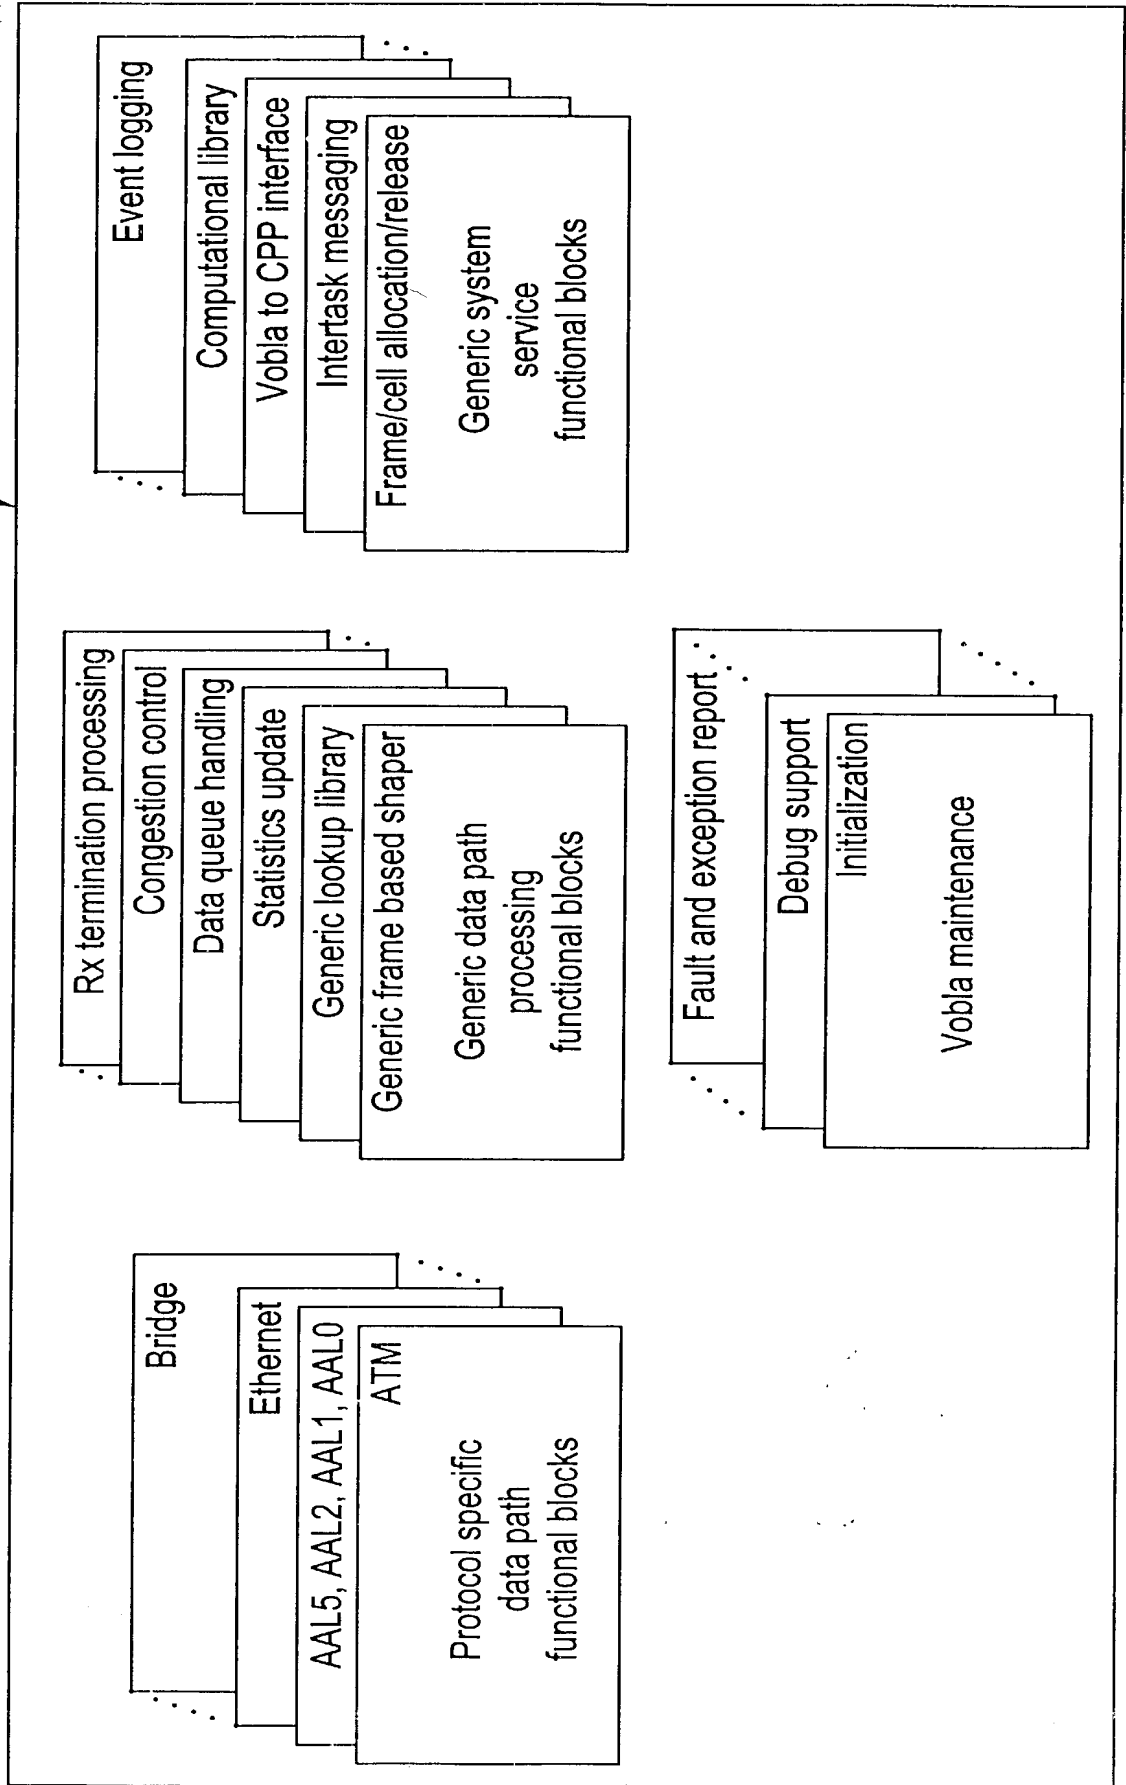 Bridge
Ethernet
AAL5, AAL2, AAL1, AAL0
ATM
Protocol specific
data path
functional blocks
Rx termination processing
Congestion control
Data queue handling
Statistics update
Generic lookup library
Generic frame based shaper
Generic data path
processing
functional blocks
Event logging
Computational library
Vobla to CPP interface
Intertask messaging
Frame/cell allocation/release
Generic system
service
functional blocks
Fault and exception report
Debug support
Initialization
Vobla maintenance